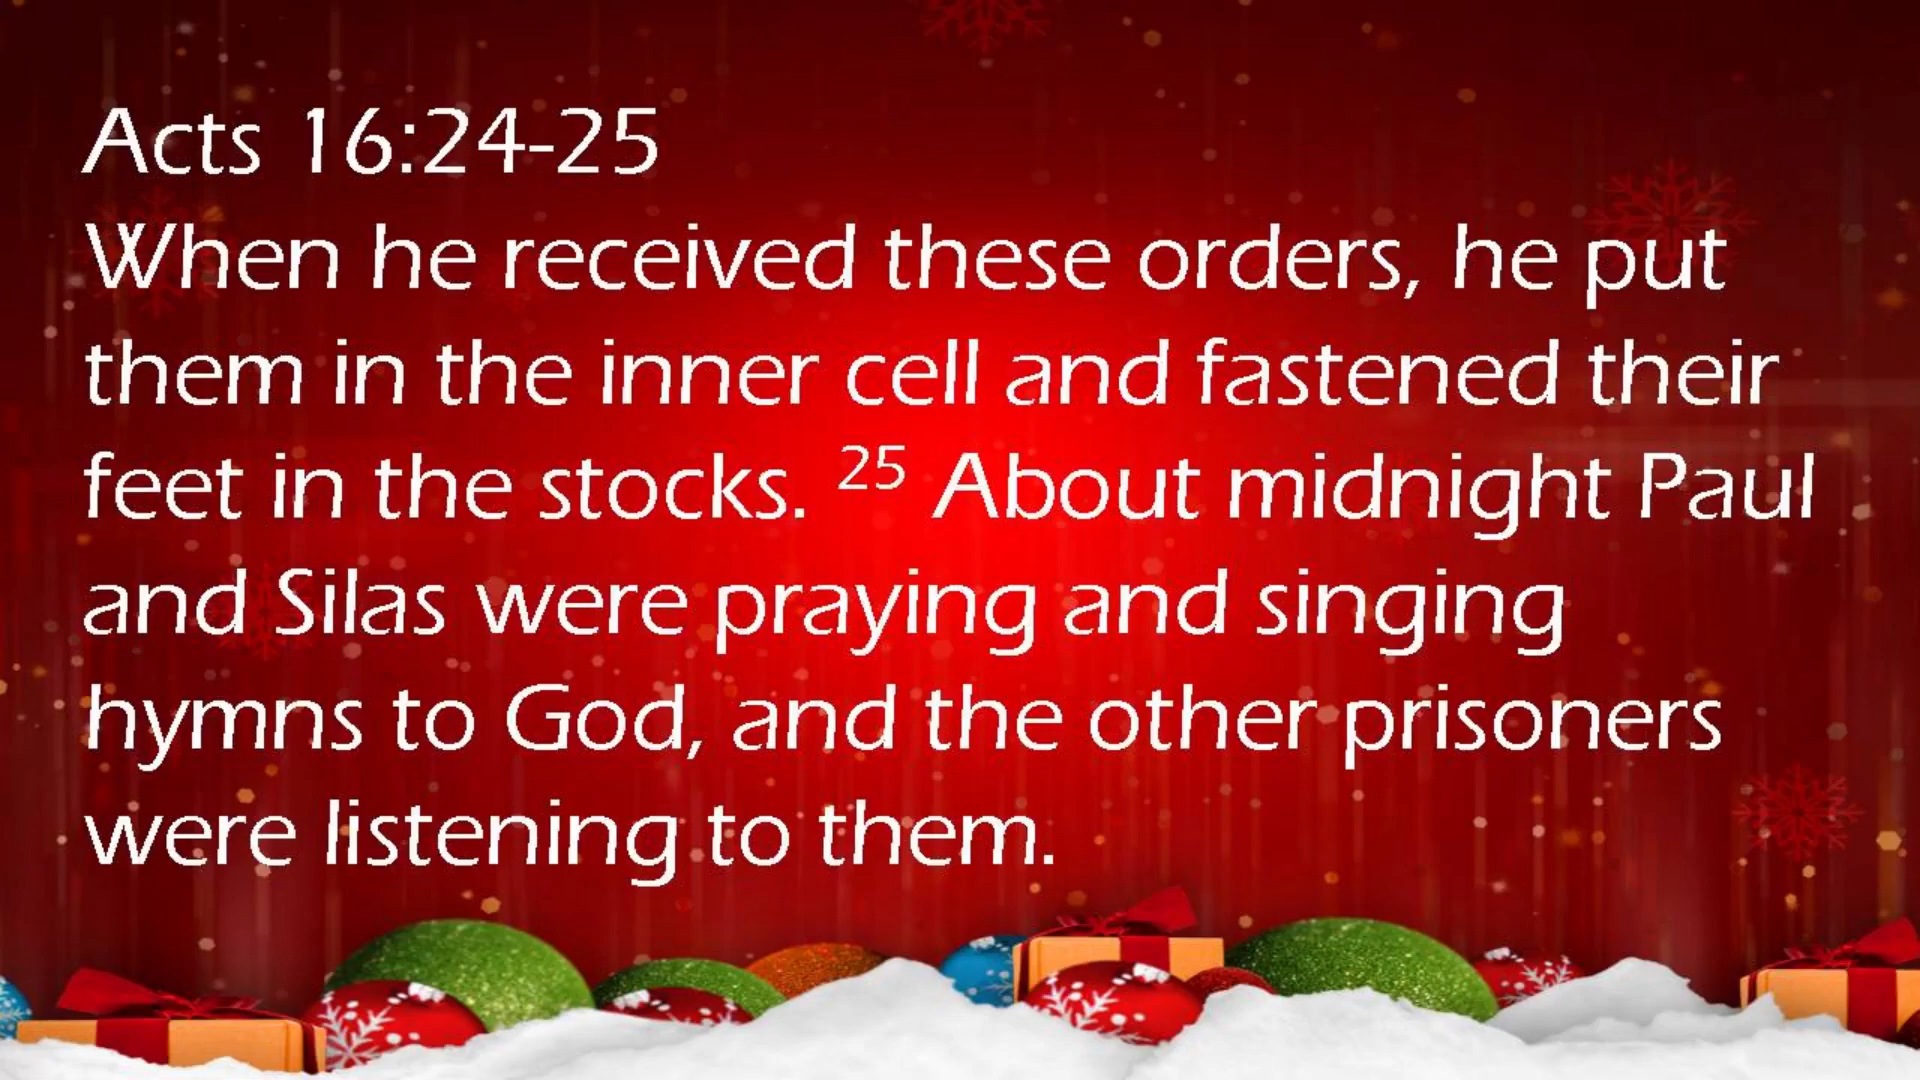 Acts 16:24-25
When he received these orders, he put
them in the inner cell and fastened their
feet in the stocks. 25 About midnight Paul
and Silas were praying and singing
hymns to God, and the other prisoners
were listening to them.